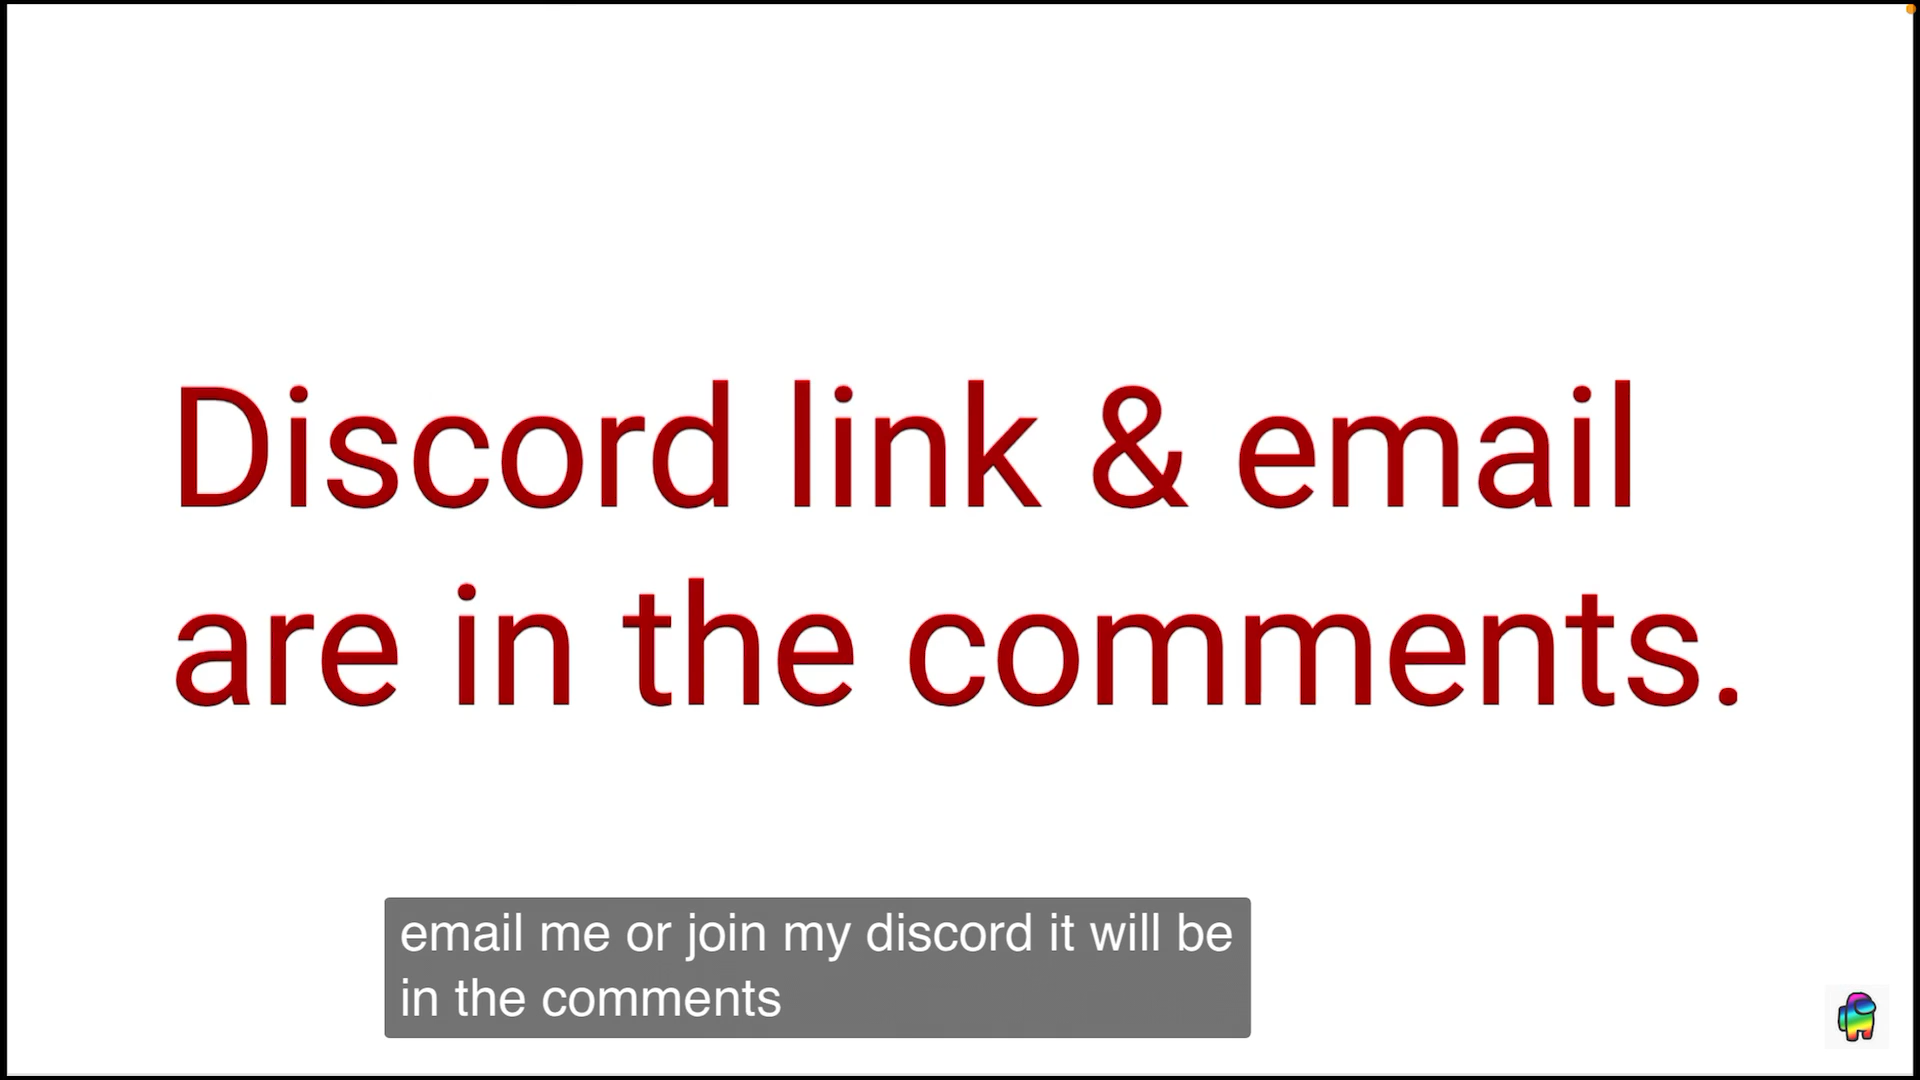 Discord link & email
are in the comments.
email me or join my discord it will be
in the comments